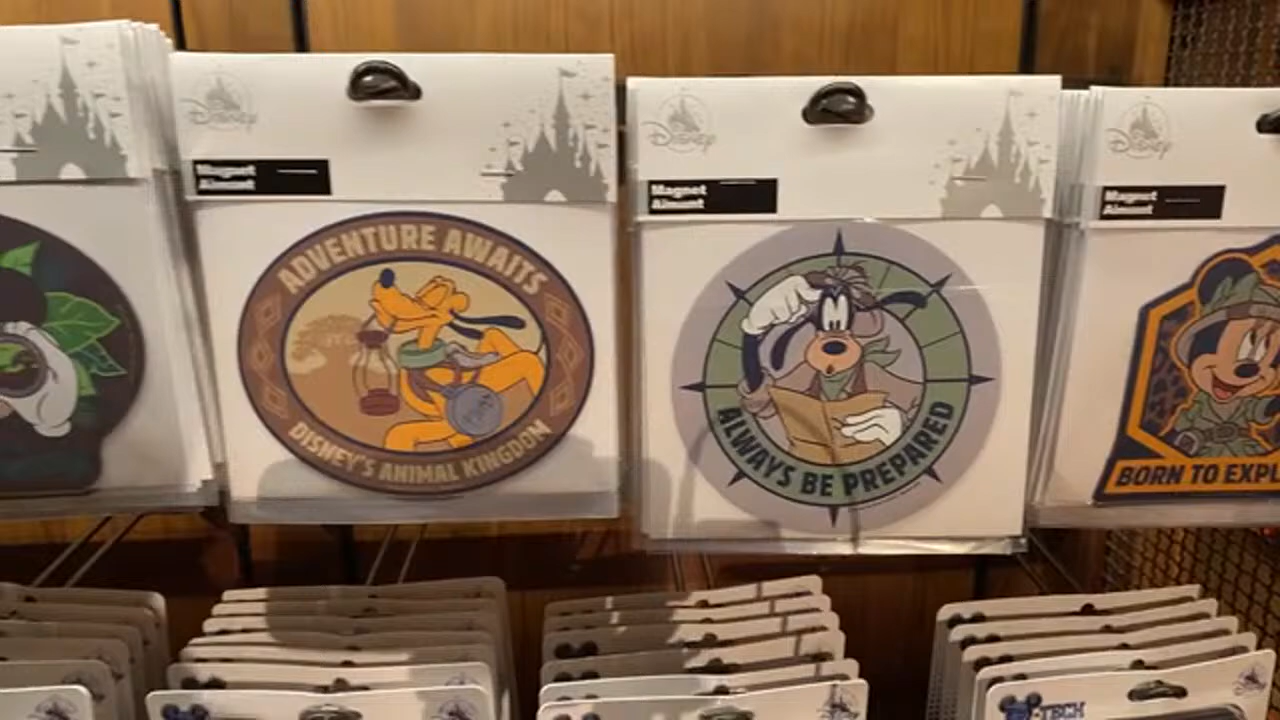 Disney
Magnet
Aimant
ADVENTURE AWAITS
DISNEY'S ANIMAL KINGDOM
Disney
Magnet
Aimant
ALWAYS BE PREPARED
Disney
Magnet
Aimant
BORN TO EXPL
-TECH